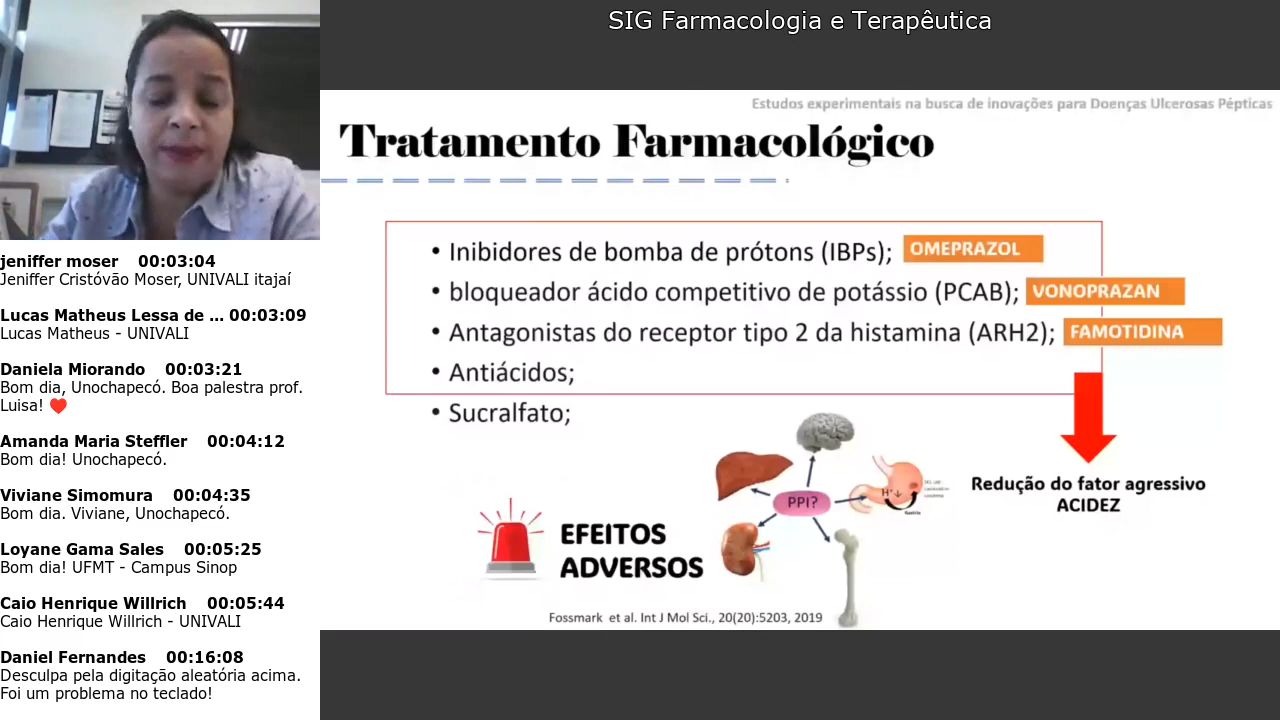 SIG Farmacologia e Terapêutica
jeniffer moser 00:03:04
Jeniffer Cristóvão Moser, UNIVALI itajaí
Lucas Matheus Lessa de ... 00:03:09
Lucas Matheus - UNIVALI
Daniela Miorando 00:03:21
Bom dia, Unochapecó. Boa palestra prof.
Luisa! ♥
Amanda Maria Steffler 00:04:12
Bom dia! Unochapecó.
Viviane Simomura 00:04:35
Bom dia. Viviane, Unochapecó.
Loyane Gama Sales 00:05:25
Bom dia! UFMT - Campus Sinop
Caio Henrique Willrich 00:05:44
Caio Henrique Willrich - UNIVALI
Daniel Fernandes 00:16:08
Desculpa pela digitação aleatória acima.
Foi um problema no teclado!
Estudos experimentais na busca de inovações para Doenças Ulcerosas Pépticas
Tratamento Farmacológico
• Inibidores de bomba de prótons (IBPs); OMEPRAZOL
• bloqueador ácido competitivo de potássio (PCAB); VONOPRAZAN
• Antagonistas do receptor tipo 2 da histamina (ARH2); FAMOTIDINA
• Antiácidos;
• Sucralfato;
Redução do fator agressivo
ACIDEZ
PPI?
H⁺↓
EFEITOS
ADVERSOS
Fossmark et al. Int J Mol Sci., 20(20):5203, 2019